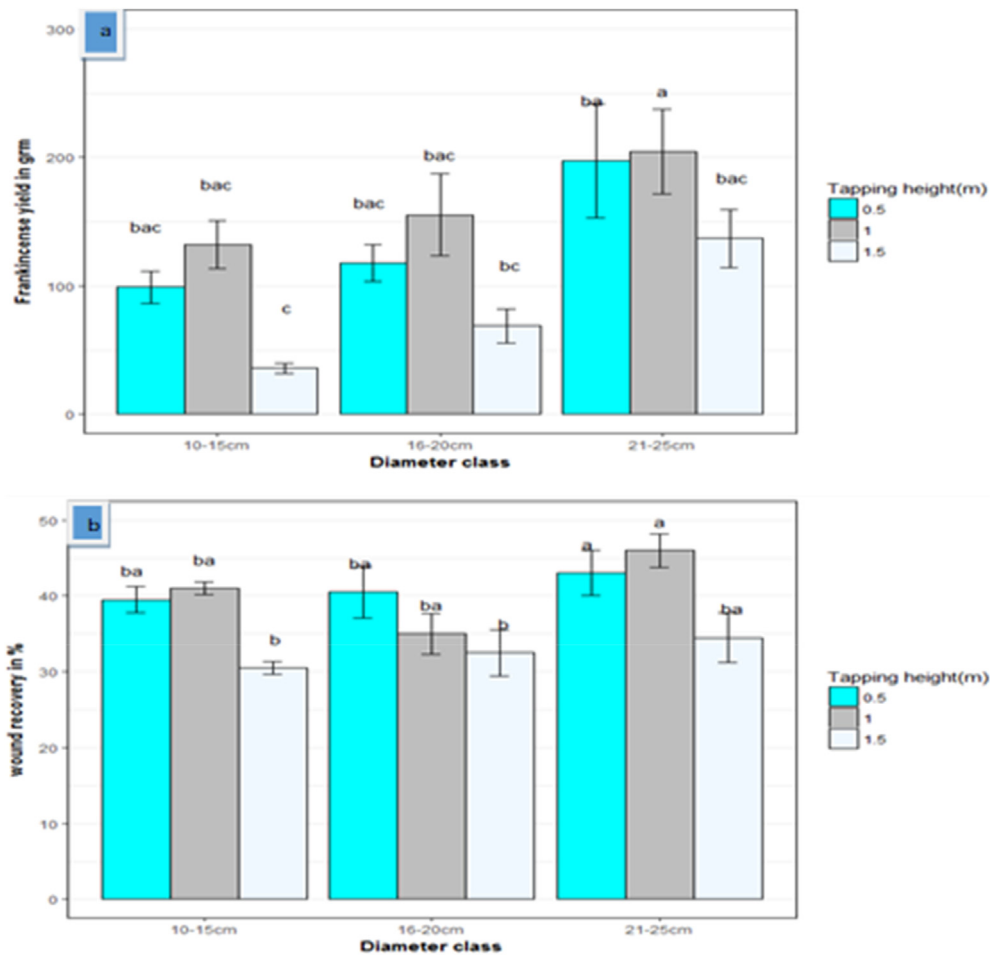 a
300
200
100
0
Frankincense yield in grm
bac
bac
c
bac
bac
bc
ba
a
bac
10-15cm
16-20cm
21-25cm
Diameter class
Tapping height(m)
0.5
1
1.5
b
50
40
30
20
10
0
wound recovery in %
ba
ba
b
ba
ba
b
a
a
ba
10-15cm
16-20cm
21-25cm
Diameter class
Tapping height(m)
0.5
1
1.5